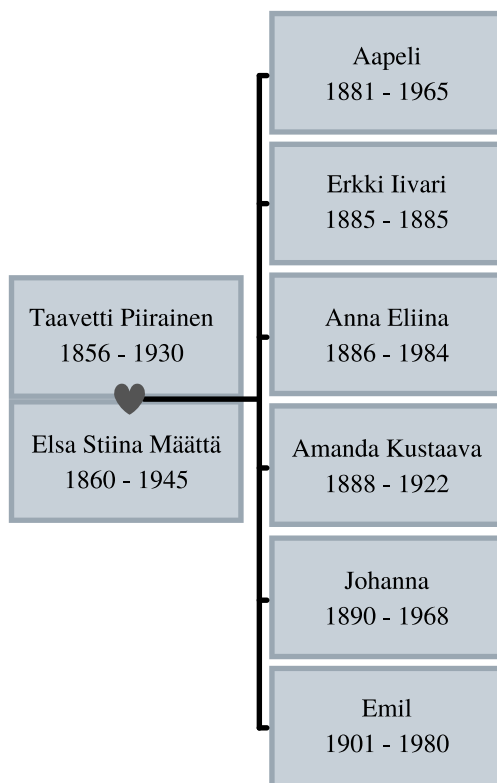 Taavetti Piirainen
1856 - 1930
Elsa Stiina Määttä
1860 - 1945
Aapeli
1881 - 1965
Erkki Iivari
1885 - 1885
Anna Eliina
1886 - 1984
Amanda Kustaava
1888 - 1922
Johanna
1890 - 1968
Emil
1901 - 1980